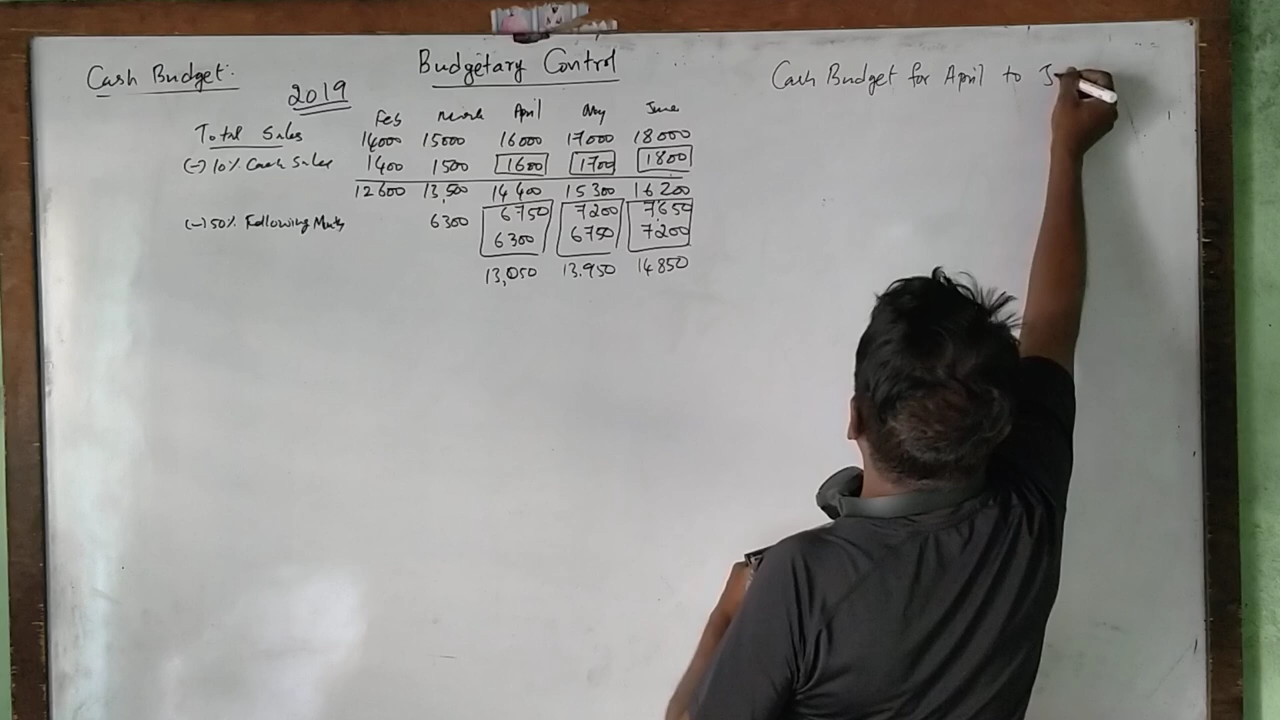 Budgetary Control
Cash Budget:
2019
Feb March April May June
Total Sales 14000 15000 16000 17000 18000
(-) 10% Cash Sales 1400 1500 1600 1700 1800
12600 13,500 14400 15300 16200
(-) 50% Following Month 6300 6750 7200 7650
6300 6750 7200
13,050 13.950 14850
Cash Budget for April to J